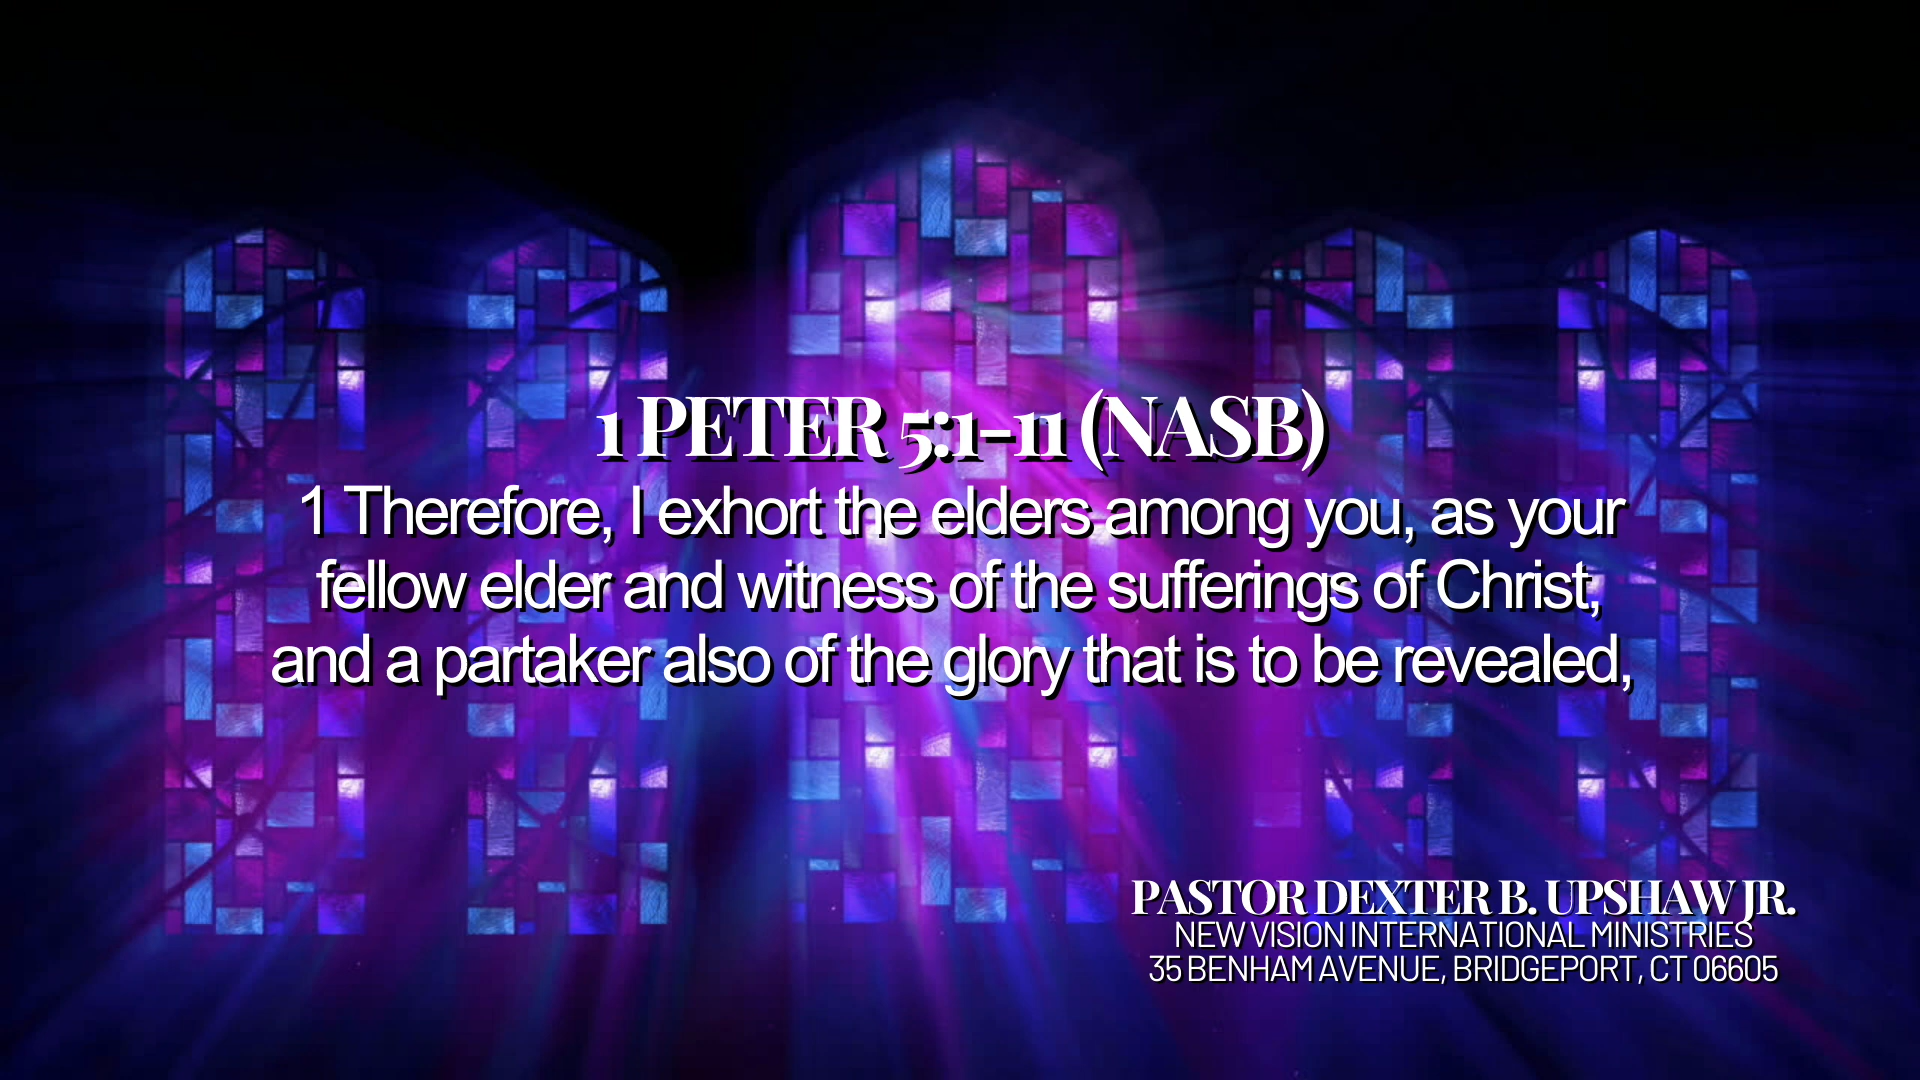 1 PETER 5:1-11 (NASB)
1 Therefore, I exhort the elders among you, as your
fellow elder and witness of the sufferings of Christ,
and a partaker also of the glory that is to be revealed,
PASTOR DEXTER B. UPSHAW JR.
NEW VISION INTERNATIONAL MINISTRIES
35 BENHAM AVENUE, BRIDGEPORT, CT 06605